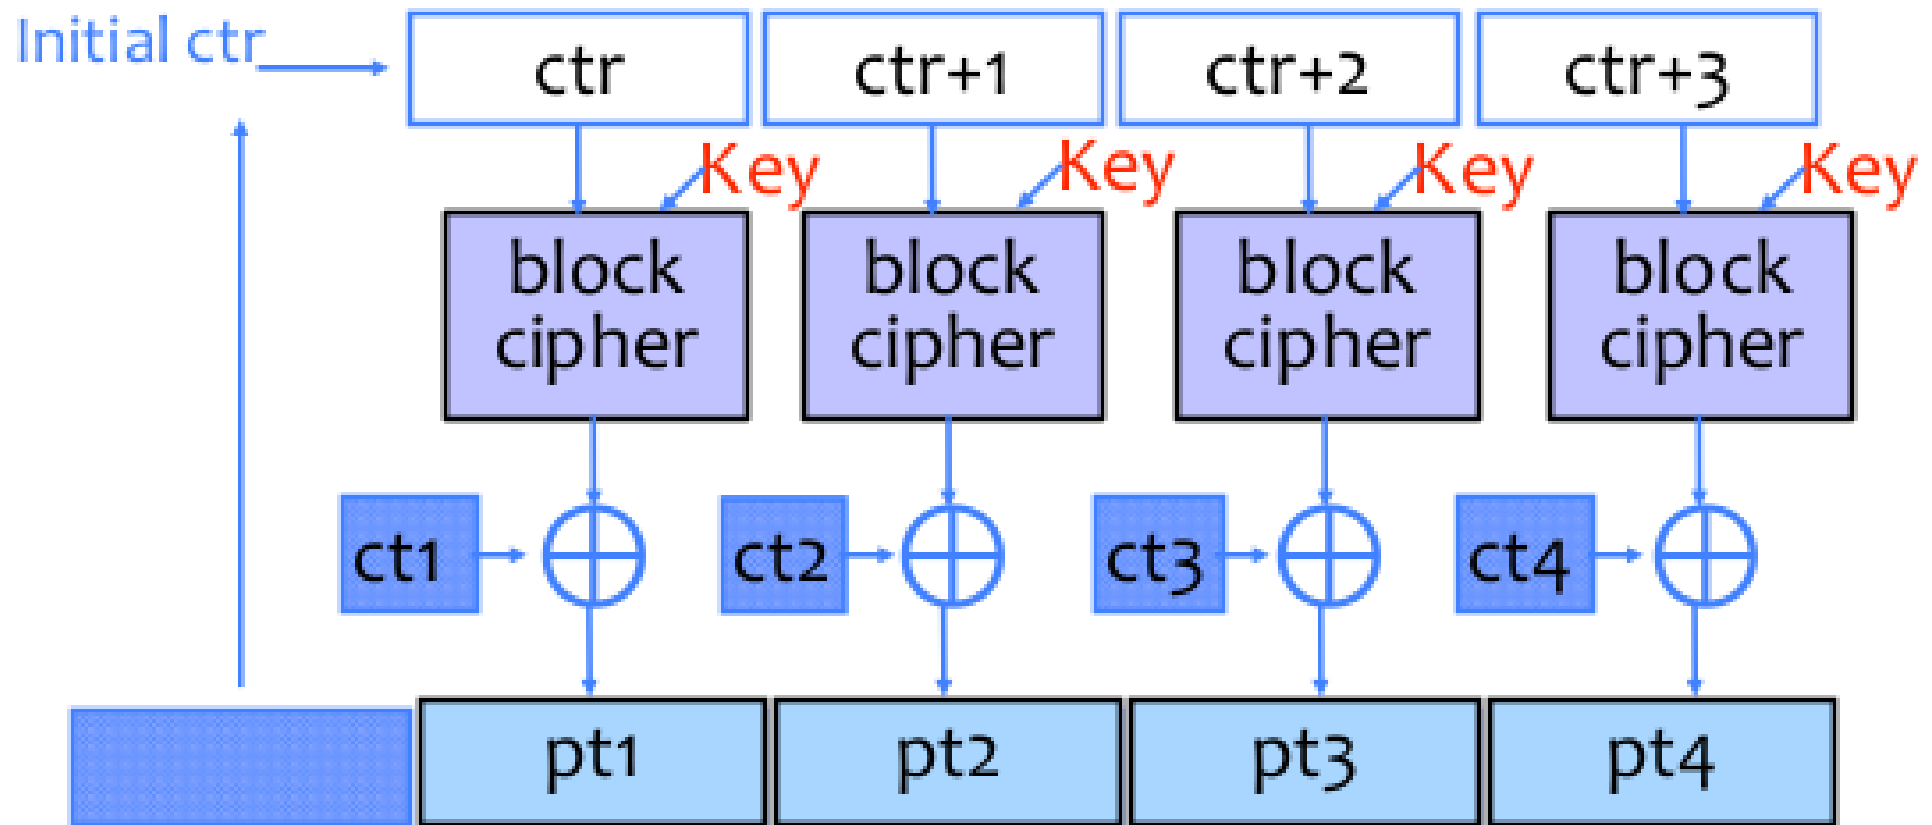 Initial ctr
ctr
ctr+1
ctr+2
ctr+3
Key
Key
Key
Key
block
cipher
block
cipher
block
cipher
block
cipher
ct1
ct2
ct3
ct4
pt1
pt2
pt3
pt4